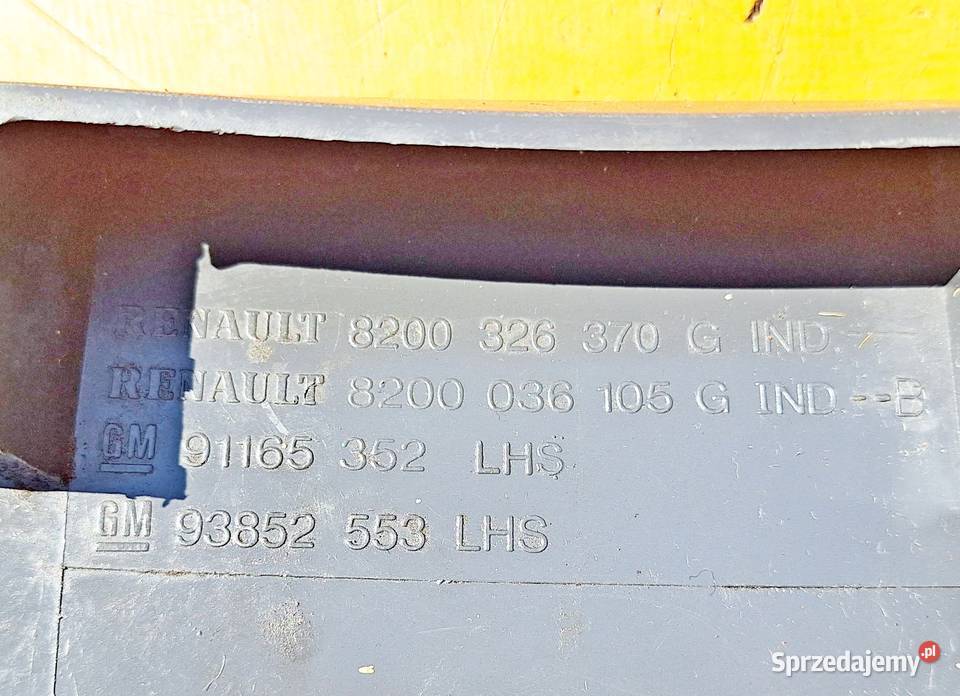 RENAULT 8200 326 370 G IND.--
RENAULT 8200 036 105 G IND.--B
GM 91165 352 LHS
GM 93852 553 LHS
Sprzedajemy.pl